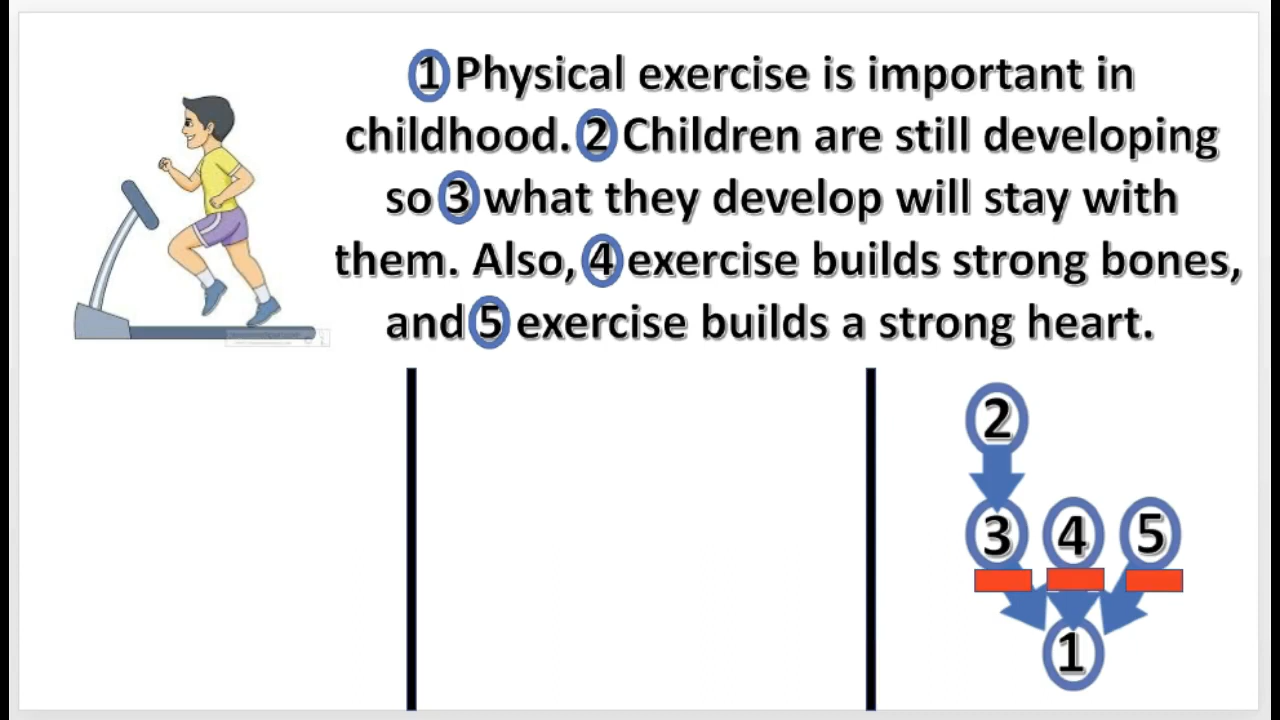 1 Physical exercise is important in
childhood. 2 Children are still developing
so 3 what they develop will stay with
them. Also, 4 exercise builds strong bones,
and 5 exercise builds a strong heart.
2
3 4 5
1